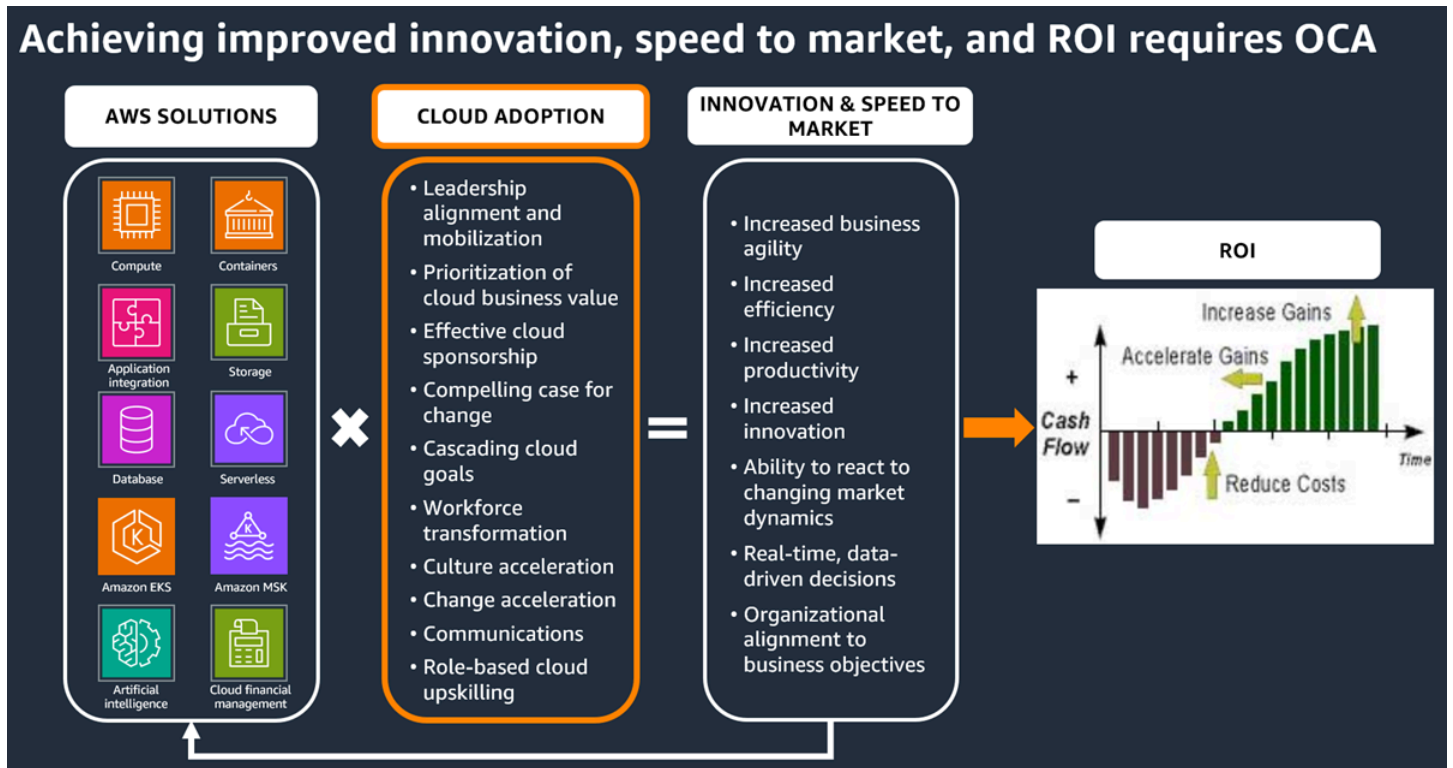 Achieving improved innovation, speed to market, and ROI requires OCA
AWS SOLUTIONS
Compute
Containers
Application
integration
Storage
Database
Serverless
K
Amazon EKS
K
Amazon MSK
Artificial
intelligence
Cloud financial
management
CLOUD ADOPTION
• Leadership
alignment and
mobilization
• Prioritization of
cloud business value
• Effective cloud
sponsorship
• Compelling case for
change
• Cascading cloud
goals
• Workforce
transformation
• Culture acceleration
• Change acceleration
• Communications
• Role-based cloud
upskilling
=
INNOVATION & SPEED TO
MARKET
• Increased business
agility
• Increased
efficiency
• Increased
productivity
• Increased
innovation
• Ability to react to
changing market
dynamics
• Real-time, data-
driven decisions
• Organizational
alignment to
business objectives
ROI
Increase Gains
Accelerate Gains
+
Cash
Flow
−
Time
Reduce Costs